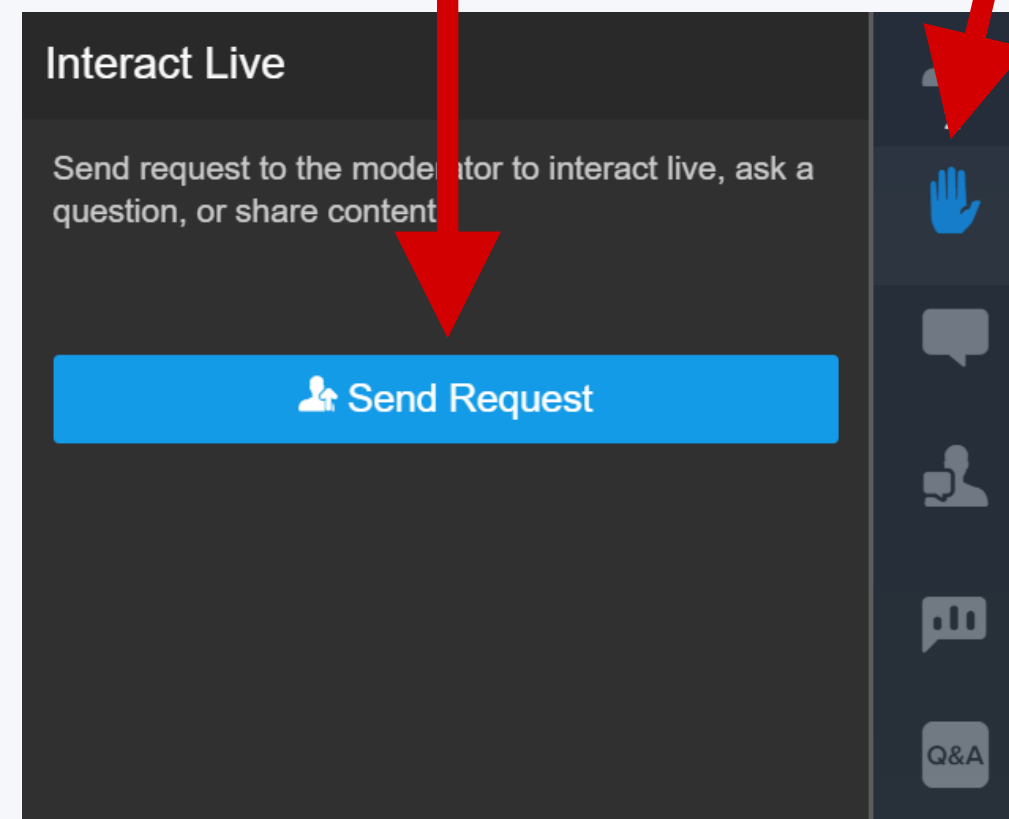 Interact Live
Send request to the moderator to interact live, ask a
question, or share content
Send Request
Q&A